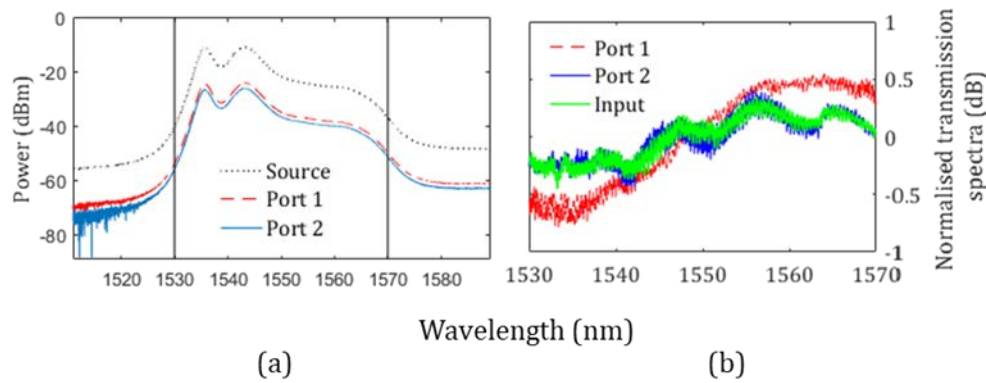 0
-20
-40
-60
-80
Power (dBm)
Source
Port 1
Port 2
1520 1530 1540 1550 1560 1570 1580
Port 1
Port 2
Input
1
0.5
0
-0.5
-1
Normalised transmission
spectra (dB)
1530 1540 1550 1560 1570
Wavelength (nm)
(a) (b)